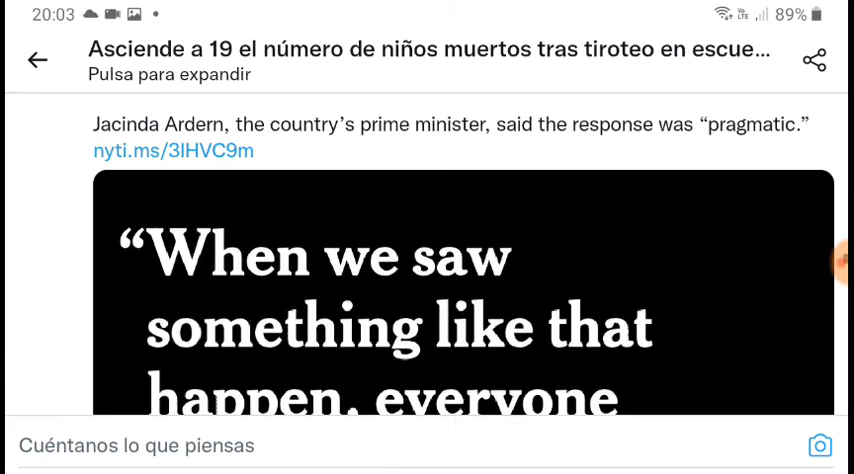 20:03
Vo
LTE
89%
Asciende a 19 el número de niños muertos tras tiroteo en escue...
Pulsa para expandir
Jacinda Ardern, the country’s prime minister, said the response was “pragmatic.”
nyti.ms/3lHVC9m
“When we saw
something like that
happen, everyone
Cuéntanos lo que piensas